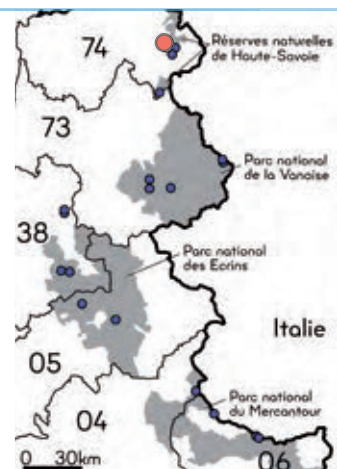 74
Réserves naturelles
de Haute-Savoie
73
Parc national
de la Vanoise
38
Parc national
des Ecrins
Italie
05
Parc national
du Mercantour
04
06
0 30km